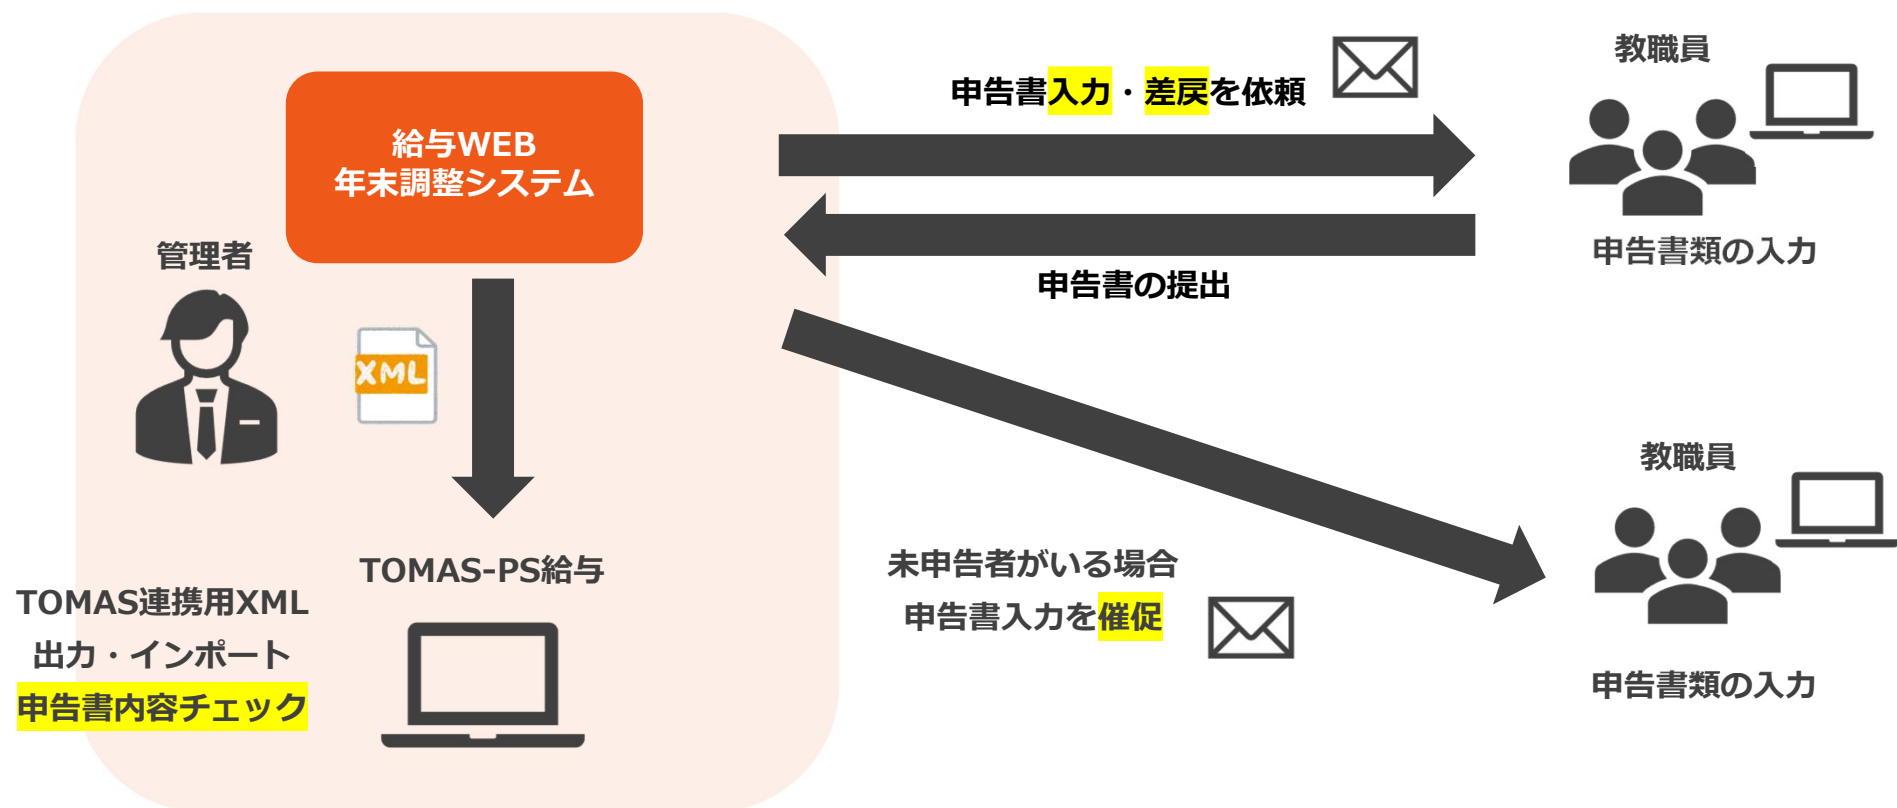 給与WEB
年末調整システム
管理者
XML
TOMAS-PS給与
TOMAS連携用XML
出力・インポート
申告書内容チェック
申告書入力・差戻を依頼
申告書の提出
教職員
申告書類の入力
未申告者がいる場合
申告書入力を催促
教職員
申告書類の入力